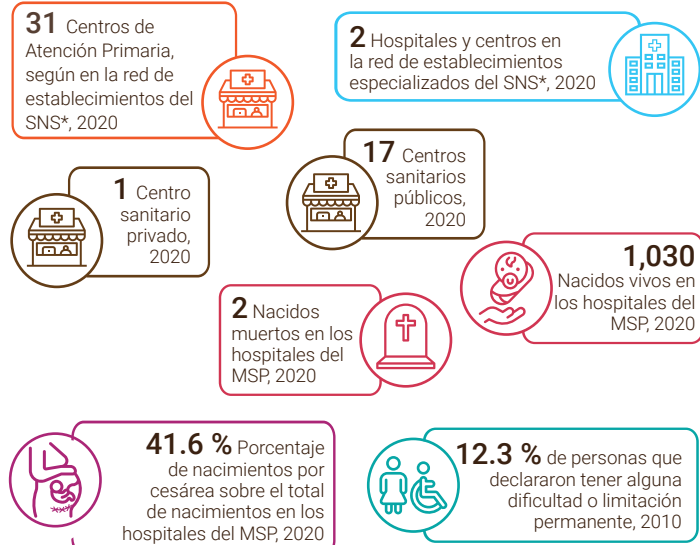 31 Centros de
Atención Primaria,
según en la red de
establecimientos del
SNS*, 2020
2 Hospitales y centros en
la red de establecimientos
especializados del SNS*, 2020
1 Centro
sanitario
privado,
2020
17 Centros
sanitarios
públicos,
2020
1,030
Nacidos vivos en
los hospitales del
MSP, 2020
2 Nacidos
muertos en los
hospitales del
MSP, 2020
41.6 % Porcentaje
de nacimientos por
cesárea sobre el total
de nacimientos en los
hospitales del MSP, 2020
12.3 % de personas que
declararon tener alguna
dificultad o limitación
permanente, 2010